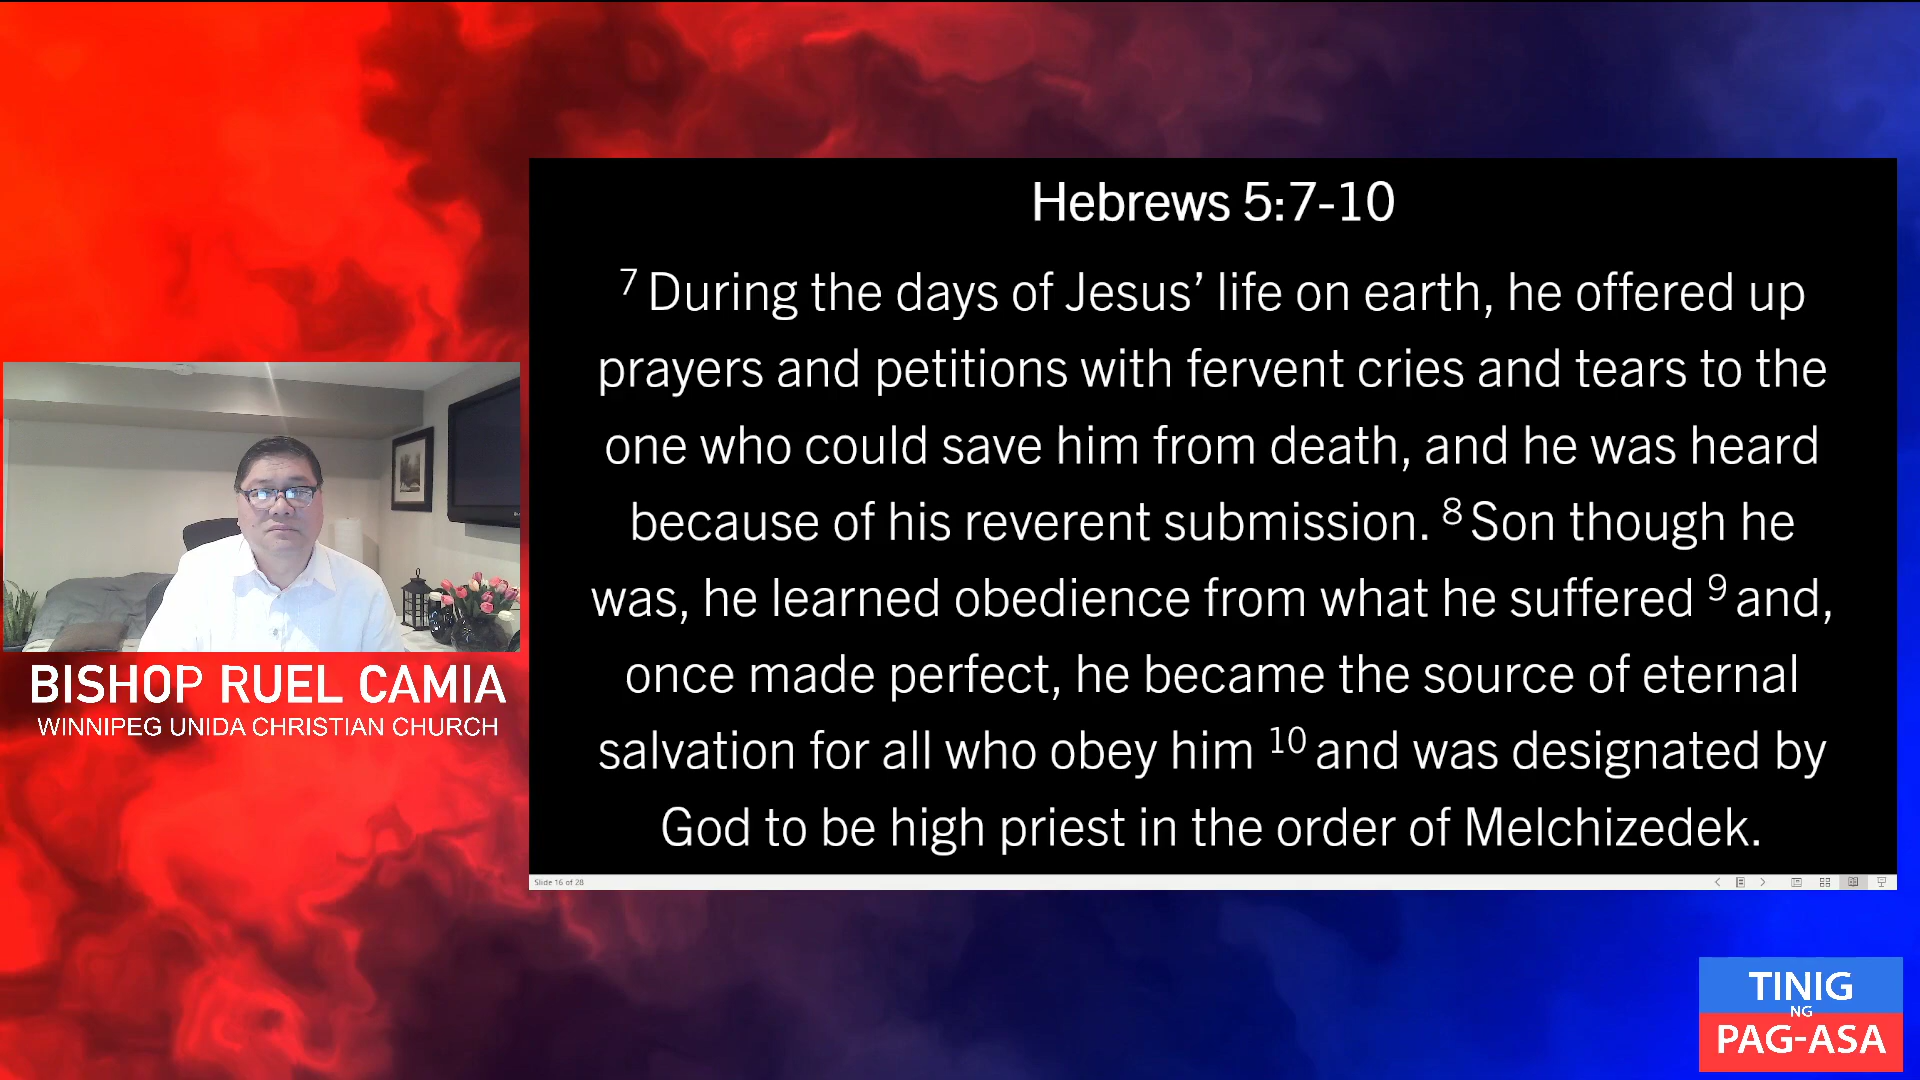 Hebrews 5:7-10
7 During the days of Jesus’ life on earth, he offered up
prayers and petitions with fervent cries and tears to the
one who could save him from death, and he was heard
because of his reverent submission. 8 Son though he
was, he learned obedience from what he suffered 9 and,
once made perfect, he became the source of eternal
salvation for all who obey him 10 and was designated by
God to be high priest in the order of Melchizedek.
Slide 16 of 28
BISHOP RUEL CAMIA
WINNIPEG UNIDA CHRISTIAN CHURCH
TINIG
NG
PAG-ASA